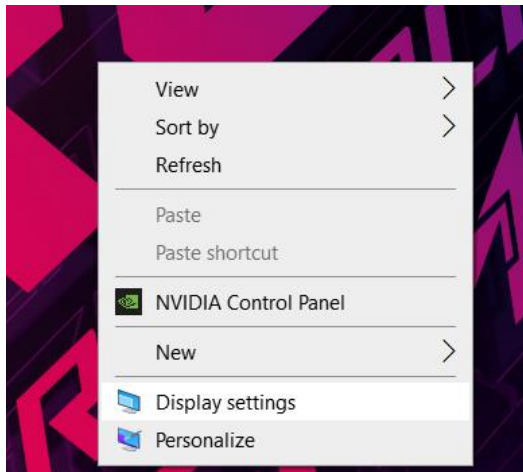 View
Sort by
Refresh
Paste
Paste shortcut
NVIDIA Control Panel
New
Display settings
Personalize